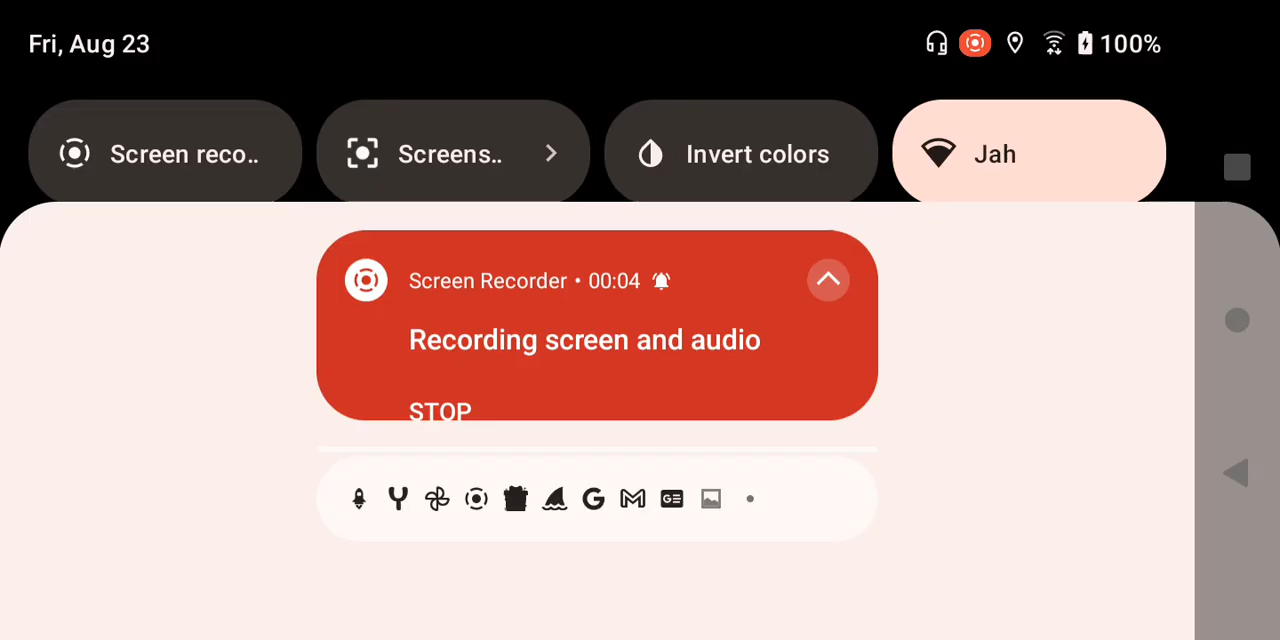 Fri, Aug 23
100%
Screen reco..
Screens..
Invert colors
Jah
Screen Recorder • 00:04
Recording screen and audio
STOP